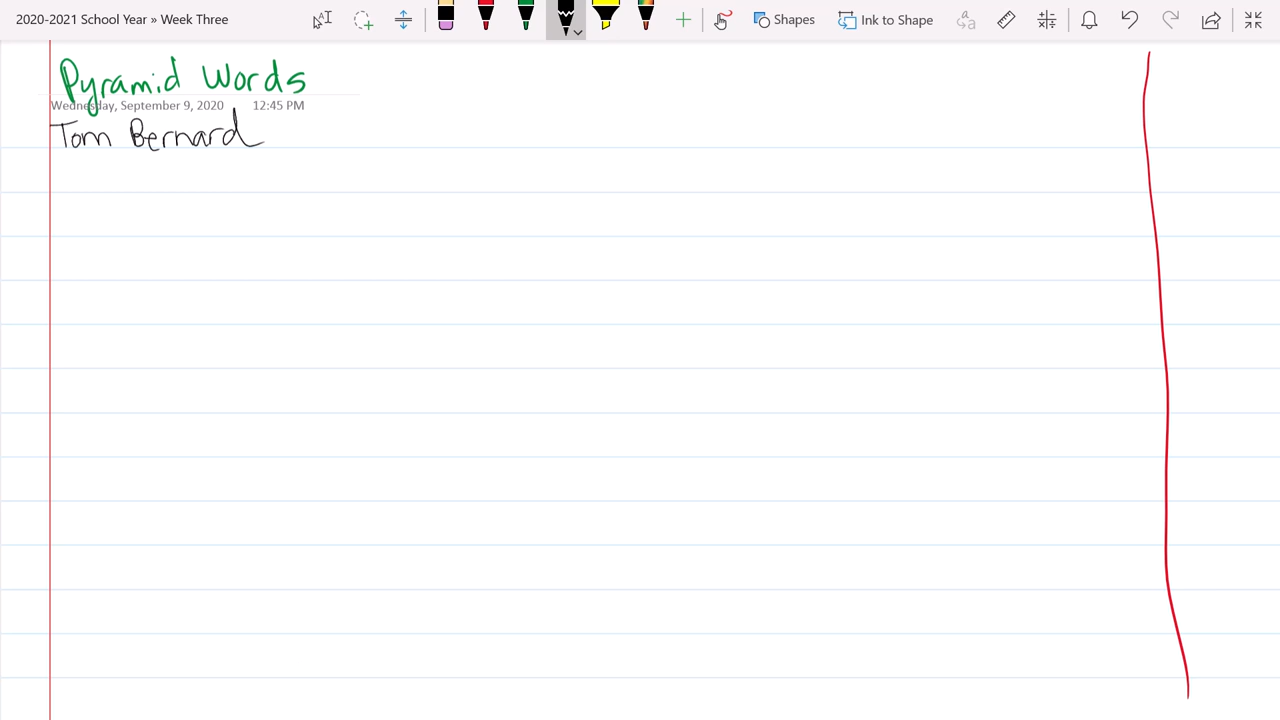 2020-2021 School Year » Week Three
Shapes
Ink to Shape
Pyramid Words
Wednesday, September 9, 2020 12:45 PM
Tom Bernard